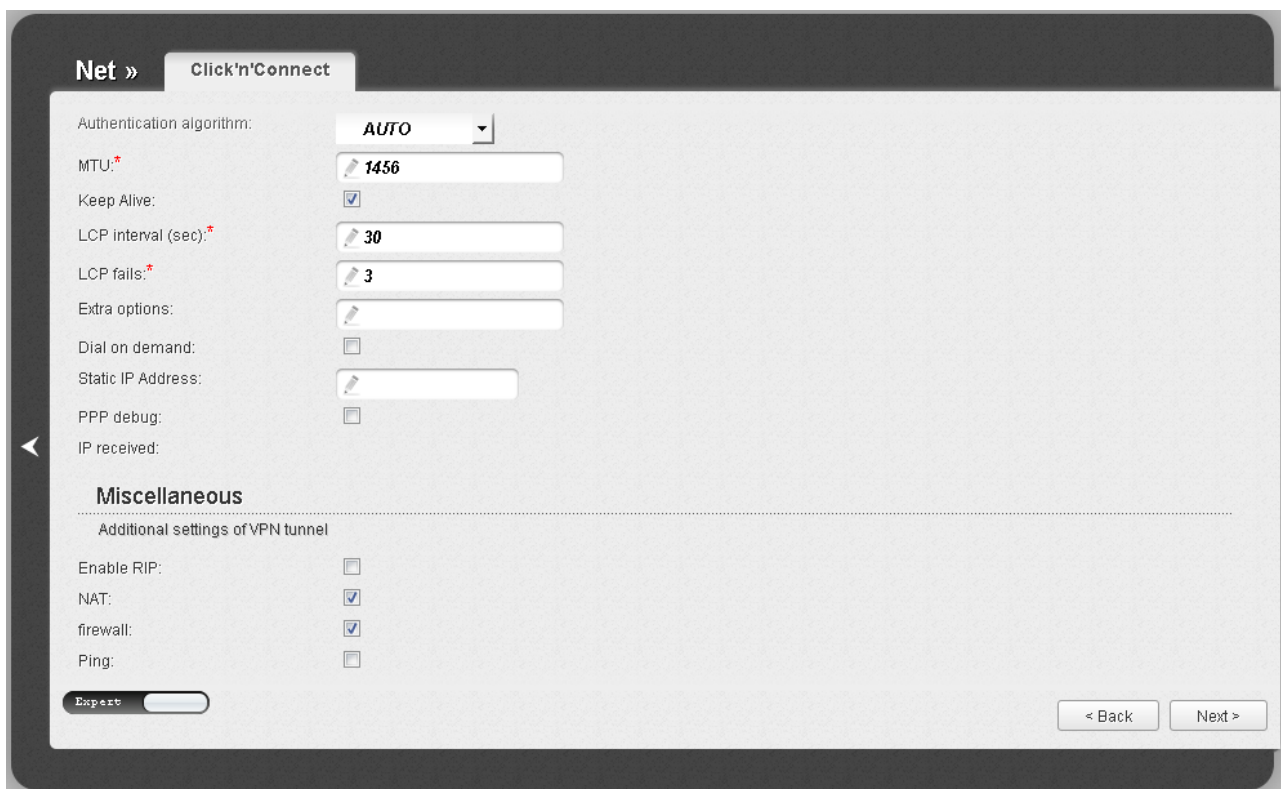 Net » Click'n'Connect
Authentication algorithm: AUTO
MTU:* 1456
Keep Alive:
LCP interval (sec):* 30
LCP fails:* 3
Extra options:
Dial on demand:
Static IP Address:
PPP debug:
IP received:
Miscellaneous
Additional settings of VPN tunnel
Enable RIP:
NAT:
firewall:
Ping:
Expert
< Back Next >